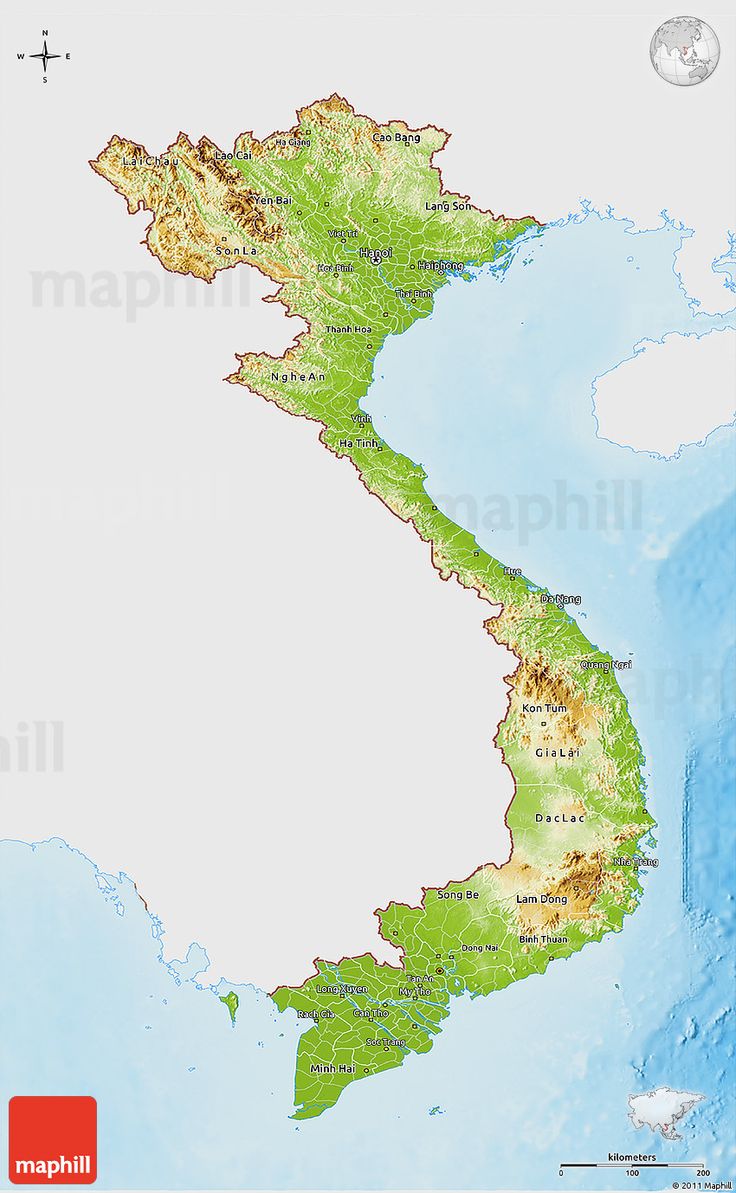 N
W E
S
Cao Bang
Ha Giang
Lai Chau
Lao Cai
Yen Bai
Lang Son
Viet Tri
Son La
Hanoi
Hoa Binh
Haiphong
maphill
Thai Binh
Thanh Hoa
Nghe An
Vinh
Ha Tinh
maphill
maphill
Hue
Da Nang
Quang Ngai
maphill
Kon Tum
Gia Lai
hill
Dac Lac
Nha Trang
Song Be
Lam Dong
Binh Thuan
Dong Nai
Tan An
Long Xuyen
My Tho
Rach Gia
Can Tho
Soc Trang
Minh Hai
maphill
kilometers
0 100 200
© 2011 Maphill